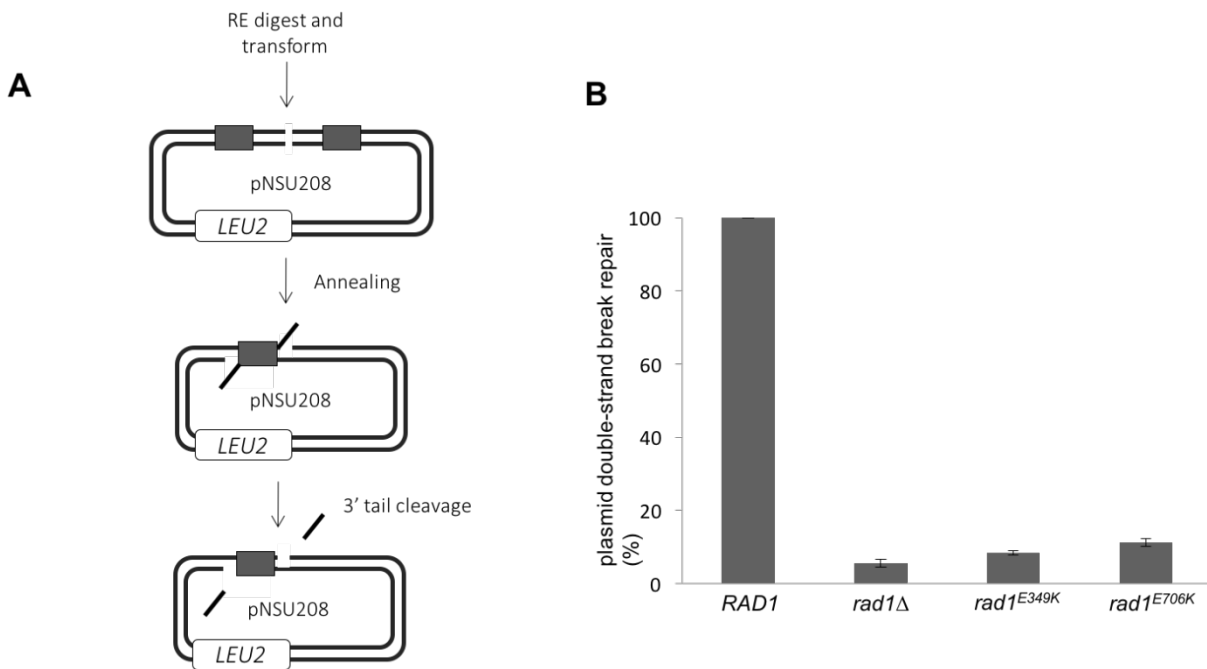 A
RE digest and
transform
pNSU208
LEU2
Annealing
pNSU208
LEU2
3' tail cleavage
pNSU208
LEU2
B
plasmid double-strand break repair
(%)
100
80
60
40
20
0
RAD1
rad1Δ
rad1E349K
rad1E706K